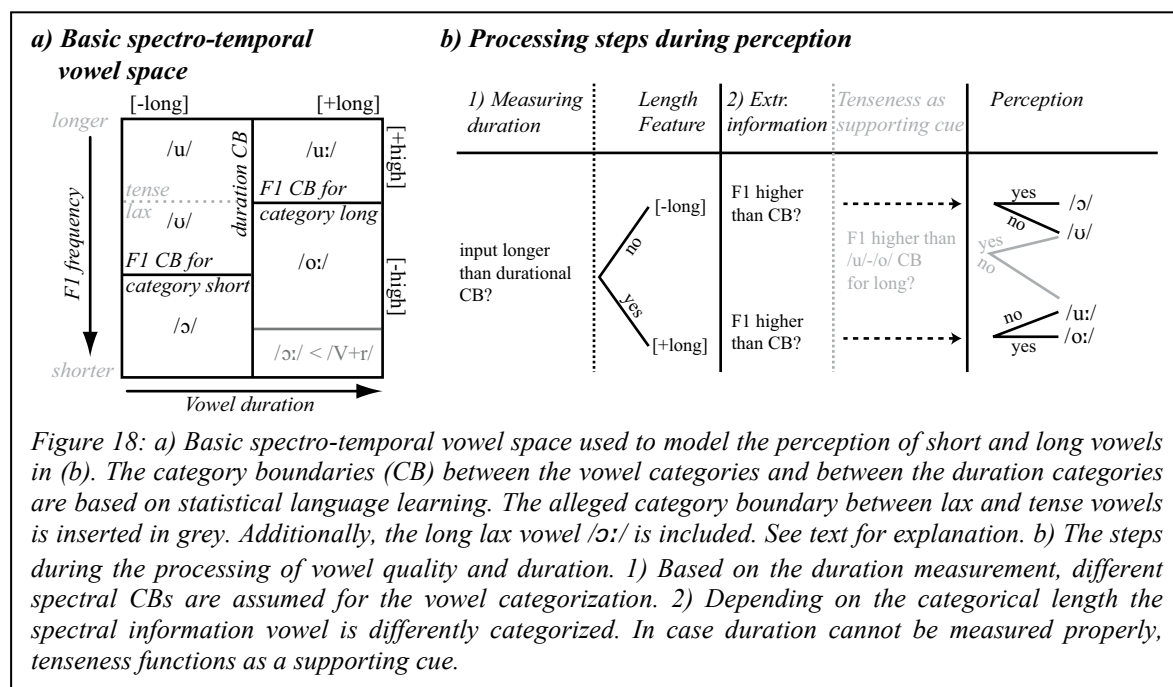 a) Basic spectro-temporal
vowel space
[-long]
[+long]
longer
shorter
F1 frequency
/u/
tense
lax
/ʊ/
F1 CB for
category short
/ɔ/
duration CB
/uː/
F1 CB for
category long
/oː/
/ɔː/ < /V+r/
[+high]
[-high]
Vowel duration
b) Processing steps during perception
1) Measuring
duration
Length
Feature
2) Extr.
information
Tenseness as
supporting cue
Perception
input longer
than durational
CB?
no
yes
[-long]
[+long]
F1 higher
than CB?
F1 higher
than CB?
F1 higher than
/u/-/o/ CB
for long?
yes
no
/ɔ/
/ʊ/
yes
no
no
yes
/uː/
/oː/
Figure 18: a) Basic spectro-temporal vowel space used to model the perception of short and long vowels
in (b). The category boundaries (CB) between the vowel categories and between the duration categories
are based on statistical language learning. The alleged category boundary between lax and tense vowels
is inserted in grey. Additionally, the long lax vowel /ɔː/ is included. See text for explanation. b) The steps
during the processing of vowel quality and duration. 1) Based on the duration measurement, different
spectral CBs are assumed for the vowel categorization. 2) Depending on the categorical length the
spectral information vowel is differently categorized. In case duration cannot be measured properly,
tenseness functions as a supporting cue.